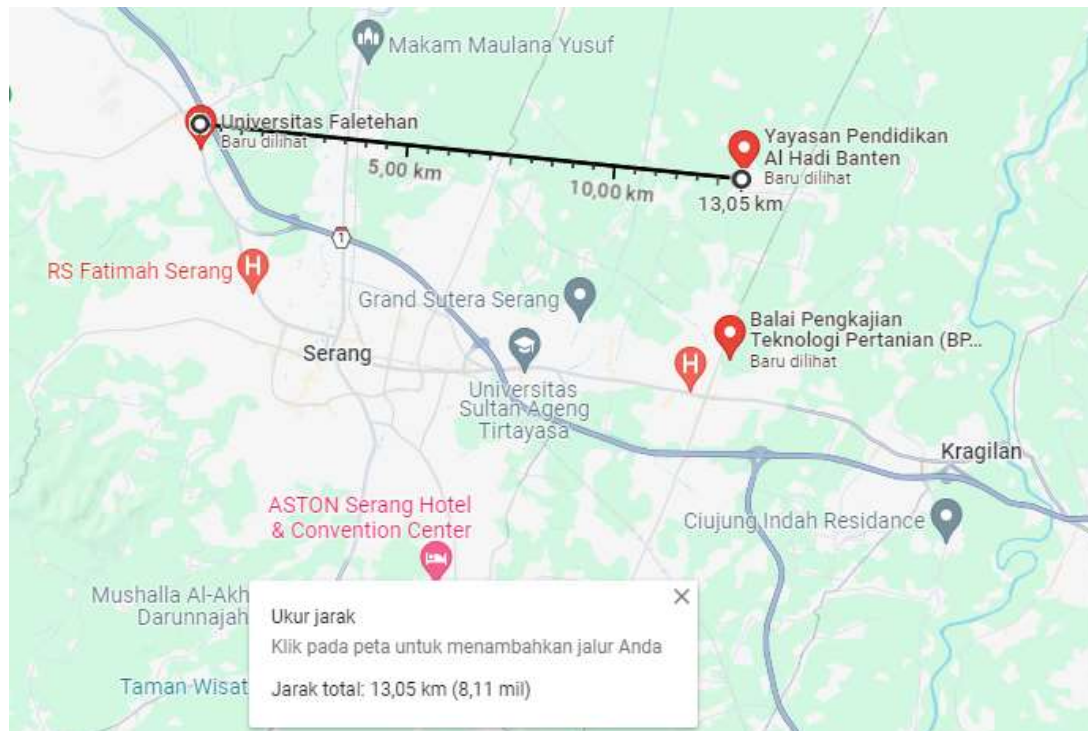 Makam Maulana Yusuf
Universitas Faletehan
Baru dilihat
5,00 km
10,00 km
Yayasan Pendidikan
Al Hadi Banten
Baru dilihat
13,05 km
1
RS Fatimah Serang
H
Grand Sutera Serang
Serang
Universitas
Sultan Ageng
Tirtayasa
H
Balai Pengkajian
Teknologi Pertanian (BP...
Baru dilihat
Kragilan
ASTON Serang Hotel
& Convention Center
Ciujung Indah Residance
Mushalla Al-Akh
Darunnajah
Taman Wisat
Ukur jarak
Klik pada peta untuk menambahkan jalur Anda
Jarak total: 13,05 km (8,11 mil)